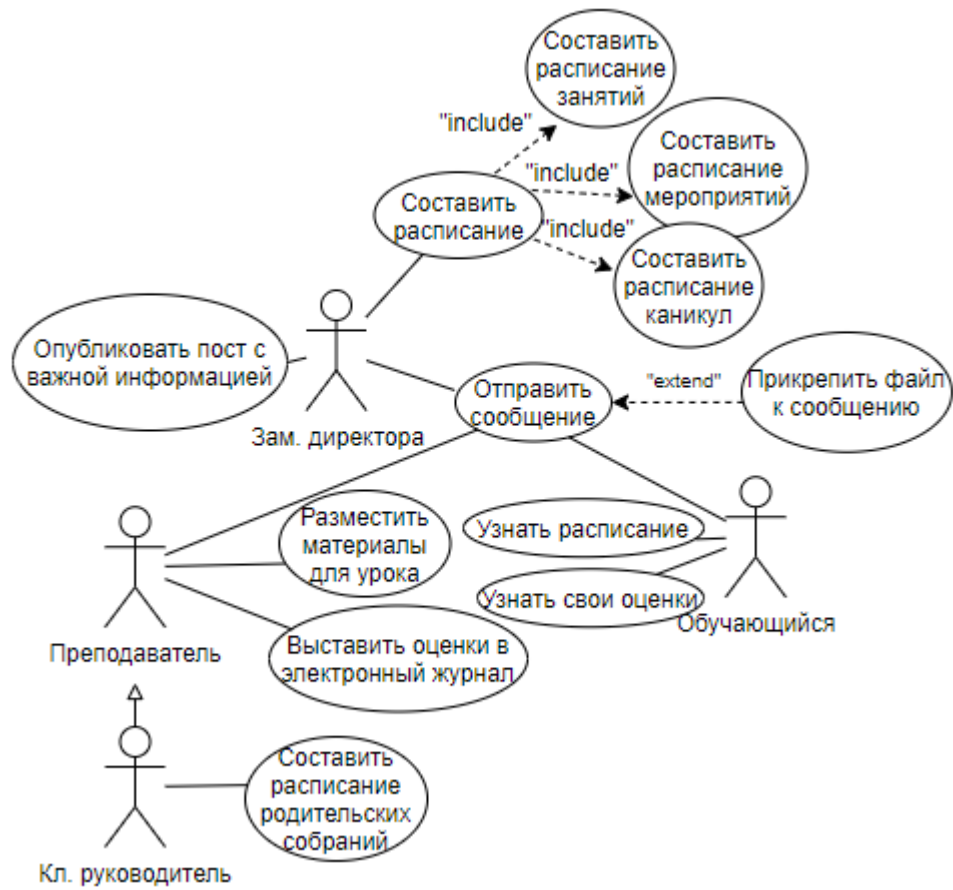 Составить
расписание
занятий
"include"
Составить
расписание
мероприятий
"include"
Составить
расписание
"include"
Составить
расписание
каникул
Опубликовать пост с
важной информацией
Зам. директора
Отправить
сообщение
"extend"
Прикрепить файл
к сообщению
Разместить
материалы
для урока
Узнать расписание
Узнать свои оценки
Обучающийся
Преподаватель
Выставить оценки в
электронный журнал
Составить
расписание
родительских
собраний
Кл. руководитель